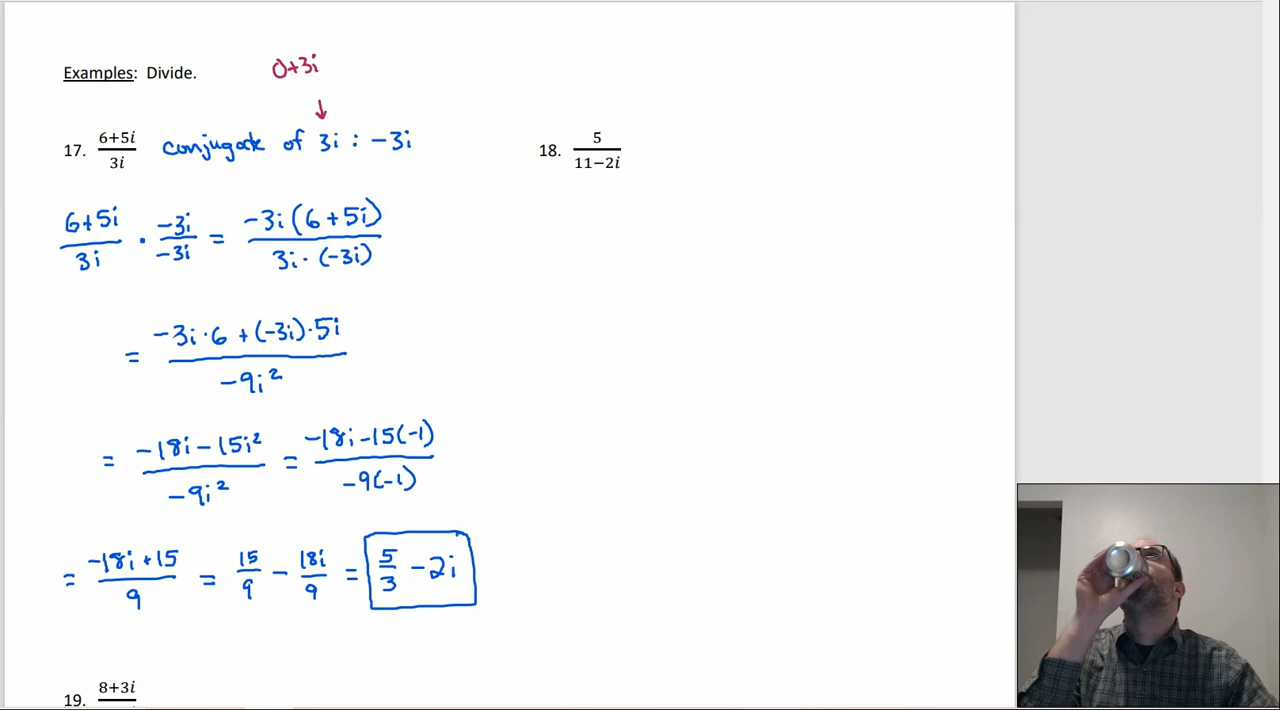 Examples: Divide.
0+3i
↓
17. (6+5i)/(3i) conjugate of 3i : -3i
18. 5/(11-2i)
(6+5i)/(3i) · (-3i)/(-3i) = (-3i(6+5i))/(3i·(-3i))
= (-3i·6+(-3i)·5i)/(-9i²)
= (-18i-15i²)/(-9i²) = (-18i-15(-1))/(-9(-1))
= (-18i+15)/9 = 15/9 - 18i/9 = 5/3 - 2i
19. 8+3i